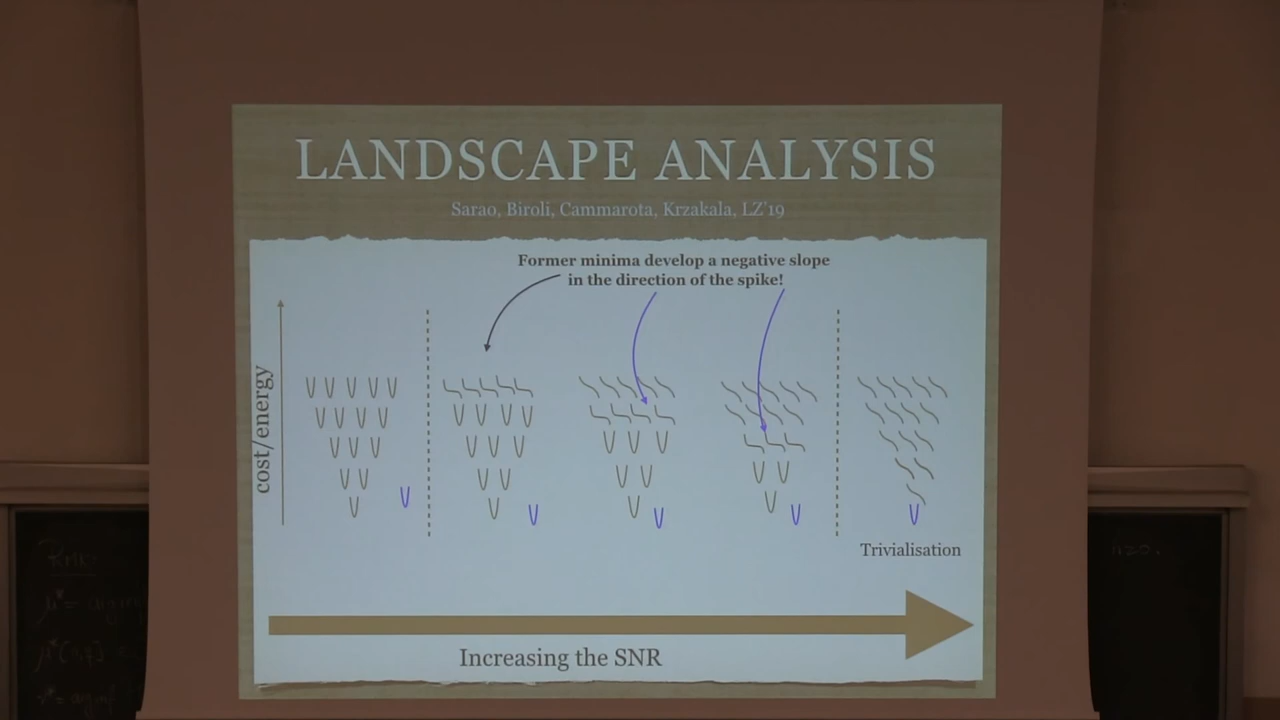 LANDSCAPE ANALYSIS
Sarao, Biroli, Cammarota, Krzakala, LZ'19
Former minima develop a negative slope
in the direction of the spike!
cost/energy
Trivialisation
Increasing the SNR